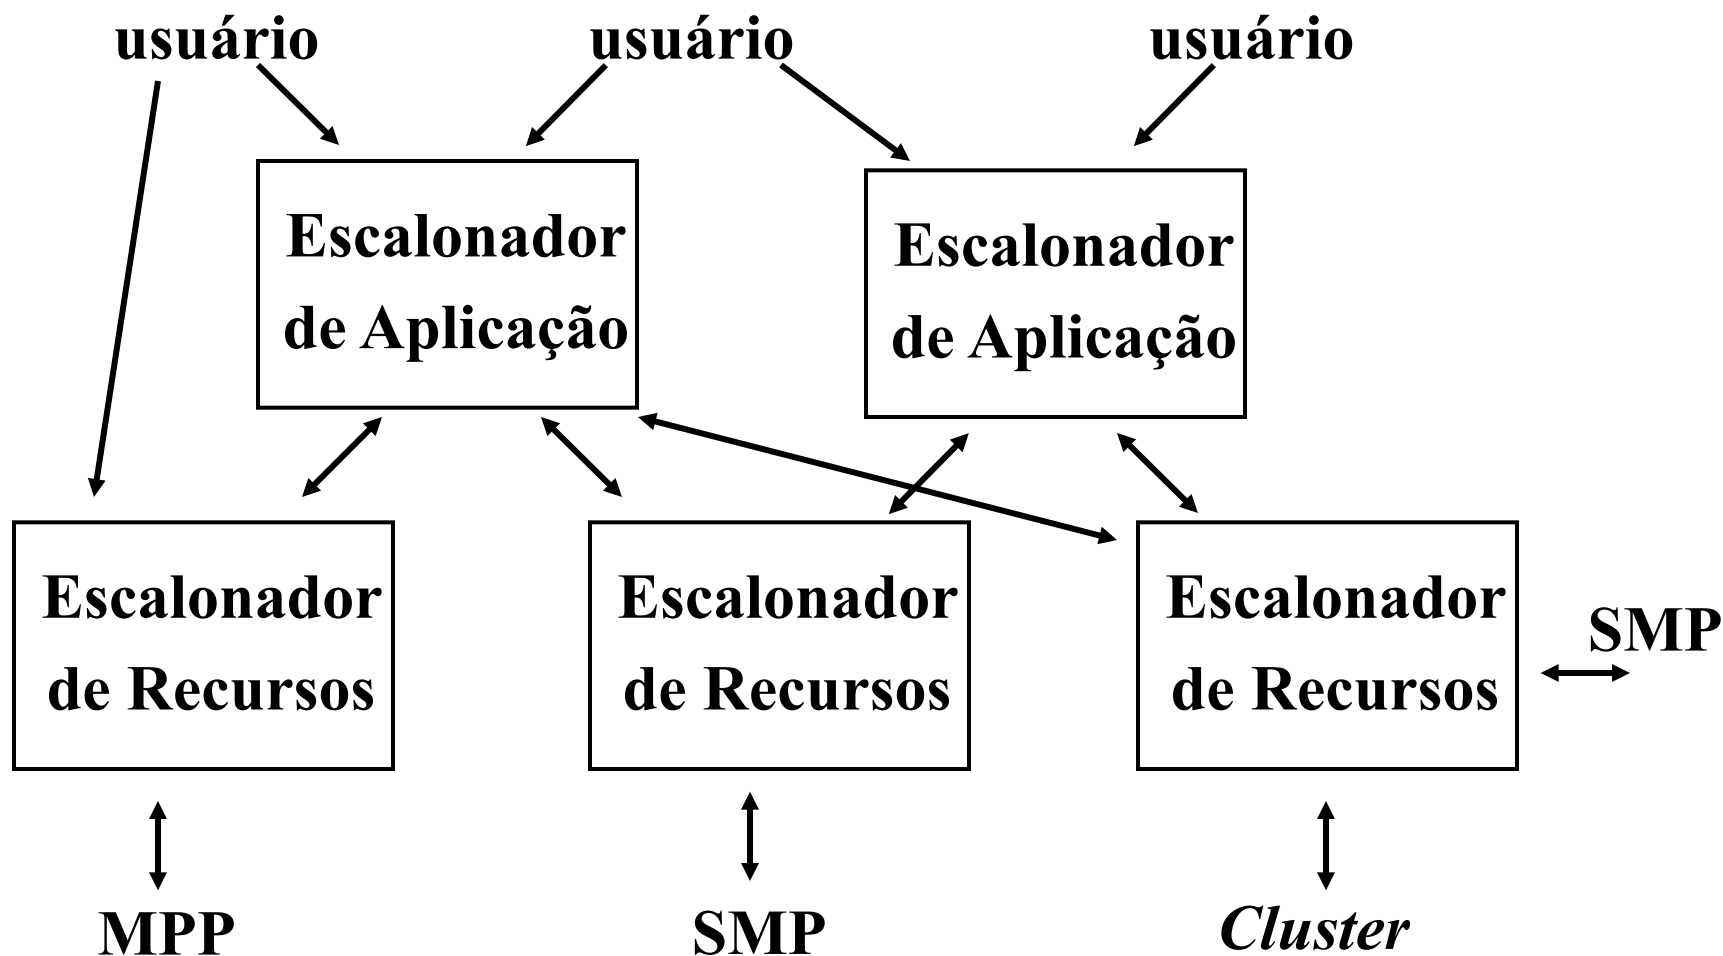 usuário
usuário
usuário
Escalonador
de Aplicação
Escalonador
de Aplicação
Escalonador
de Recursos
Escalonador
de Recursos
Escalonador
de Recursos
SMP
MPP
SMP
Cluster